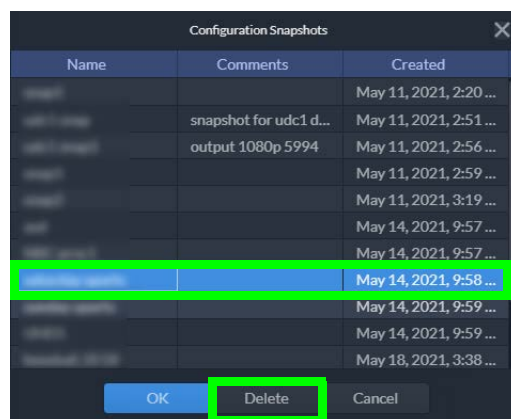 Configuration Snapshots
Name Comments Created
May 11, 2021, 2:20 ...
snapshot for udc1 d... May 11, 2021, 2:51 ...
output 1080p 5994 May 11, 2021, 2:56 ...
May 11, 2021, 2:59 ...
May 11, 2021, 3:19 ...
May 14, 2021, 9:57 ...
May 14, 2021, 9:57 ...
May 14, 2021, 9:58 ...
May 14, 2021, 9:59 ...
May 14, 2021, 9:59 ...
May 18, 2021, 3:38 ...
OK Delete Cancel